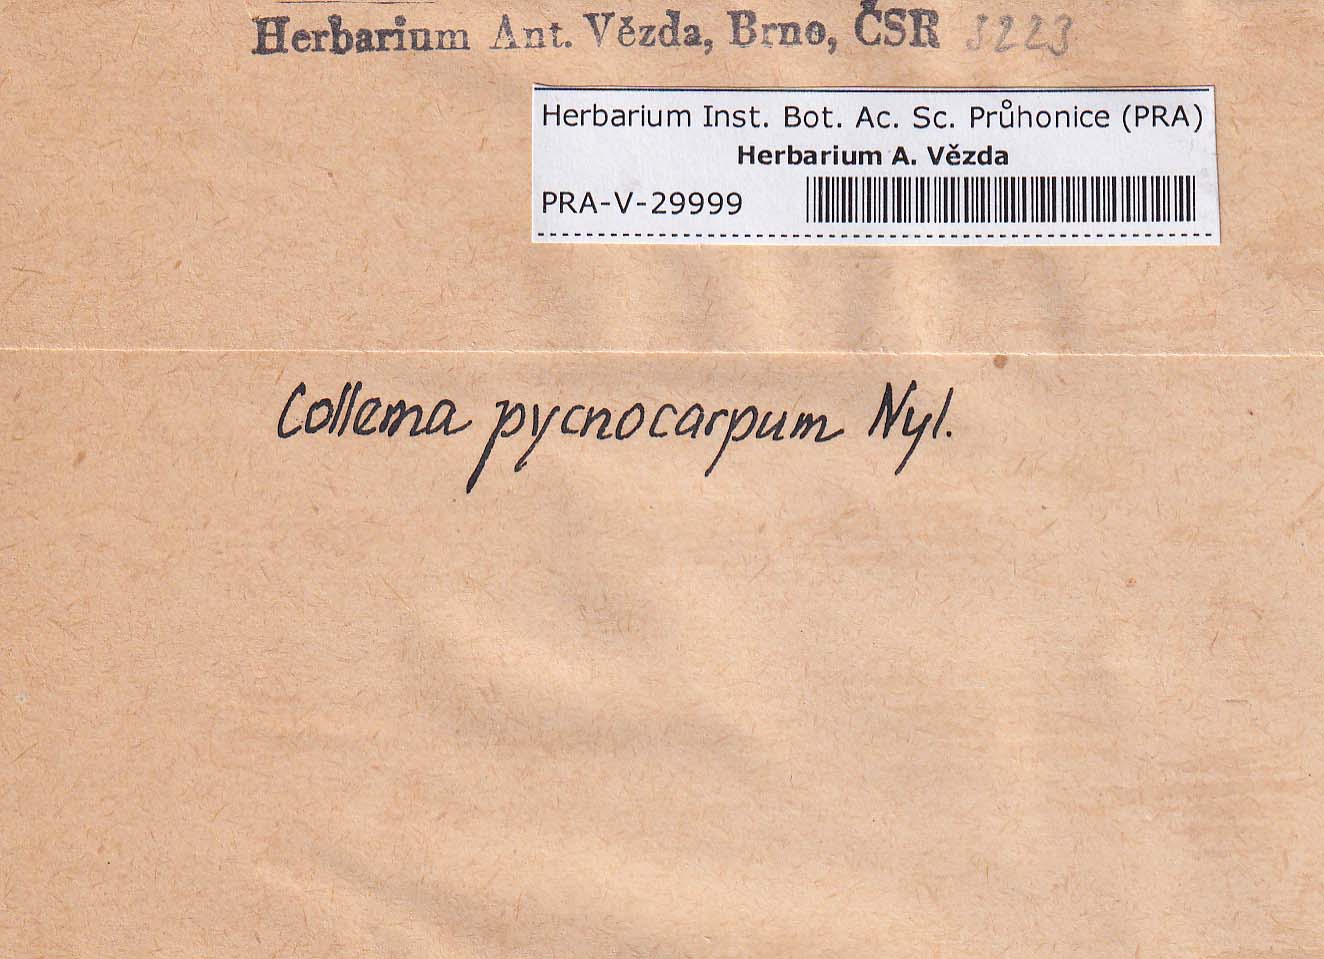 Herbarium Ant. Vězda, Brno, ČSR 3223
Herbarium Inst. Bot. Ac. Sc. Průhonice (PRA)
Herbarium A. Vězda
PRA-V-29999
Collema pycnocarpum Nyl.